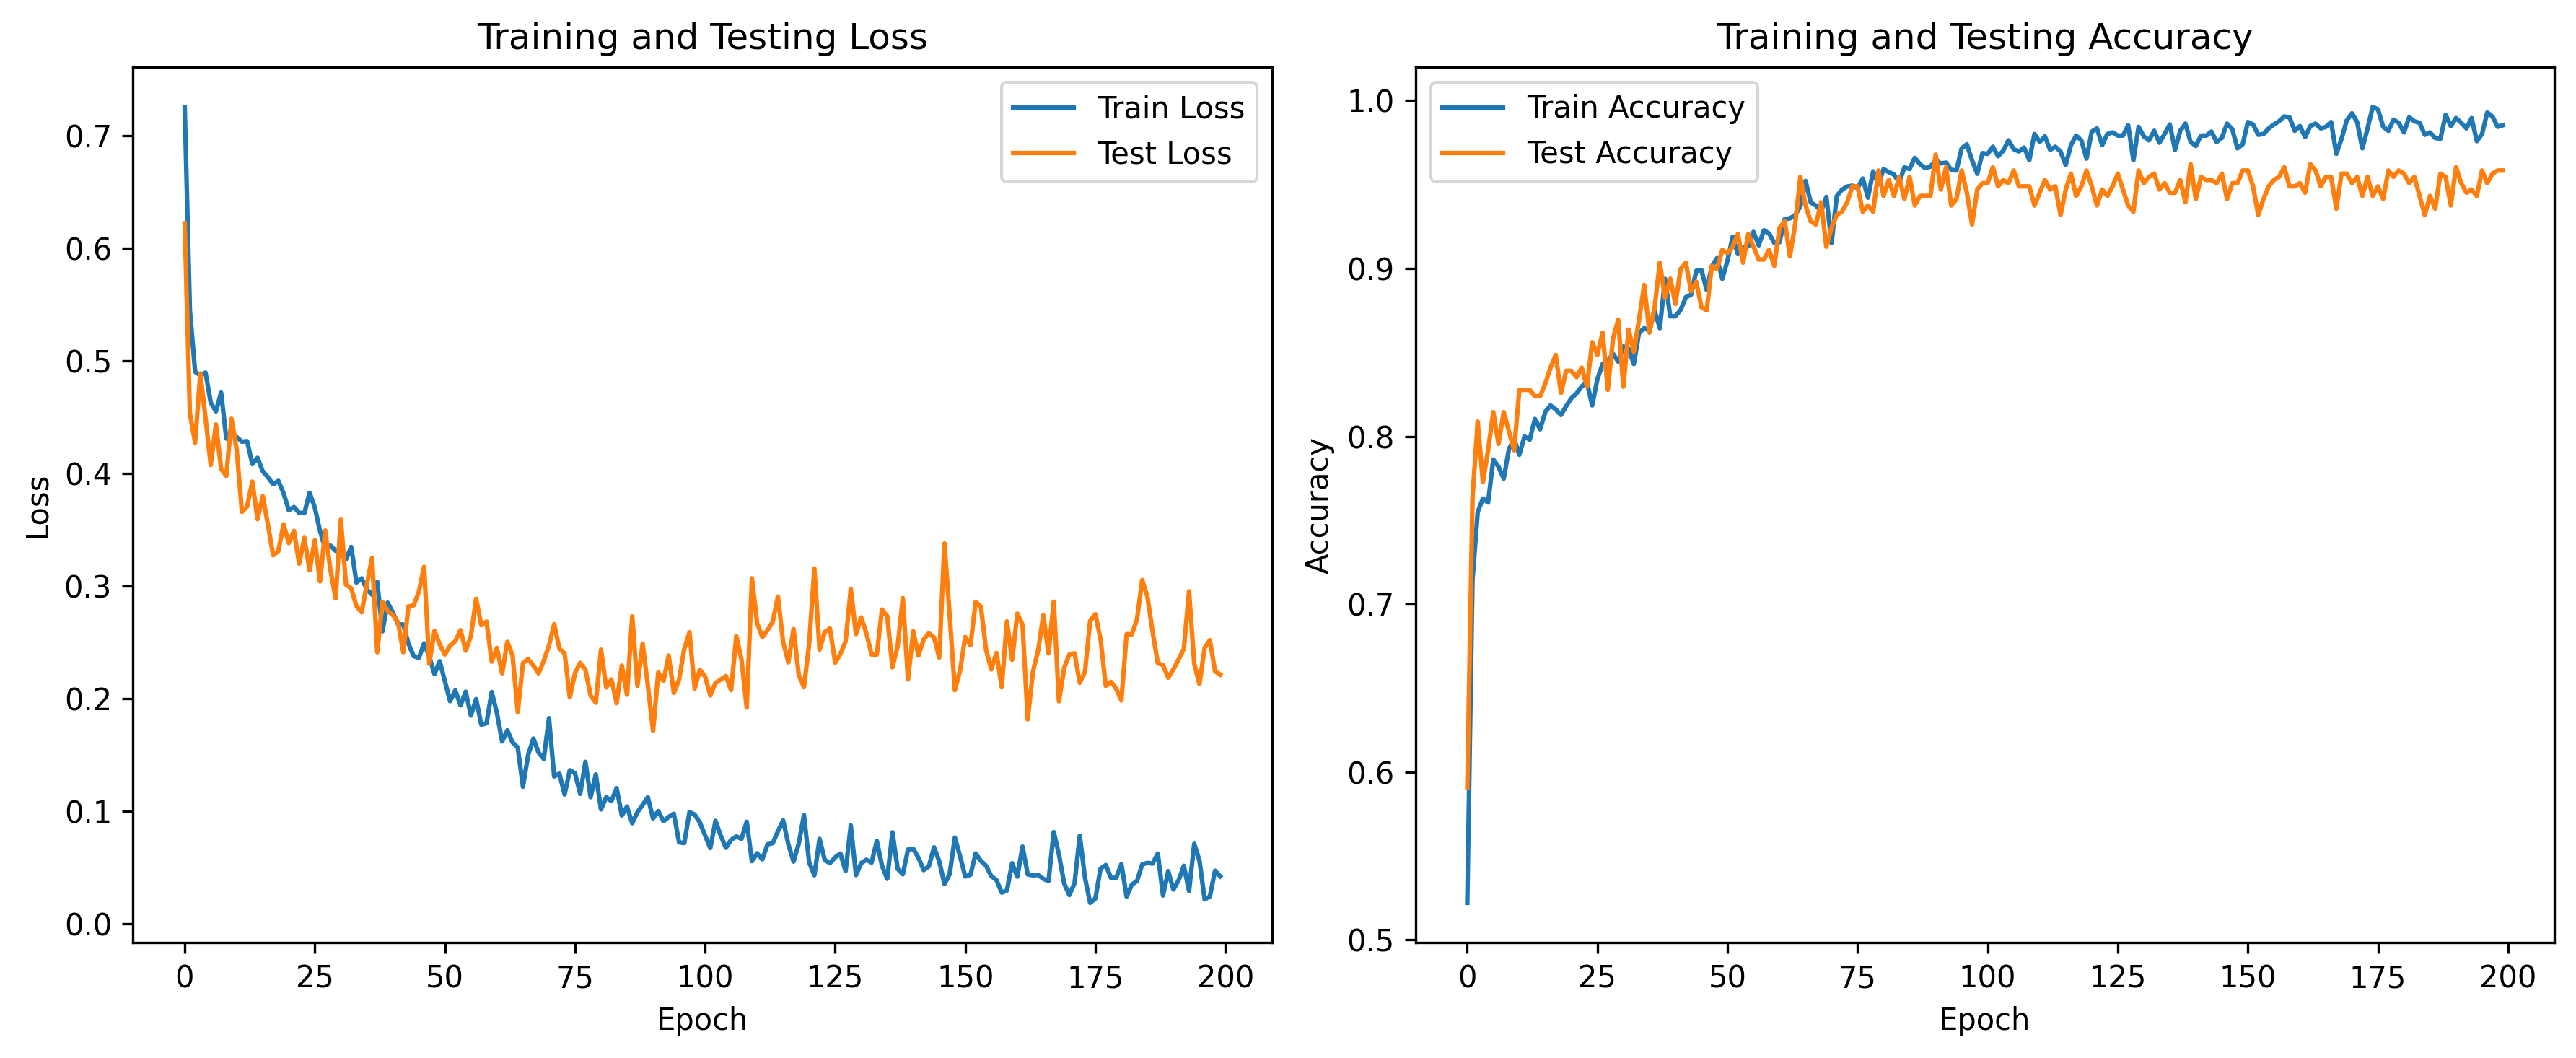 Training and Testing Loss
Train Loss
Test Loss
0.7
0.6
0.5
0.4
0.3
0.2
0.1
0.0
Loss
0 25 50 75 100 125 150 175 200
Epoch
Training and Testing Accuracy
Train Accuracy
Test Accuracy
1.0
0.9
0.8
0.7
0.6
0.5
Accuracy
0 25 50 75 100 125 150 175 200
Epoch